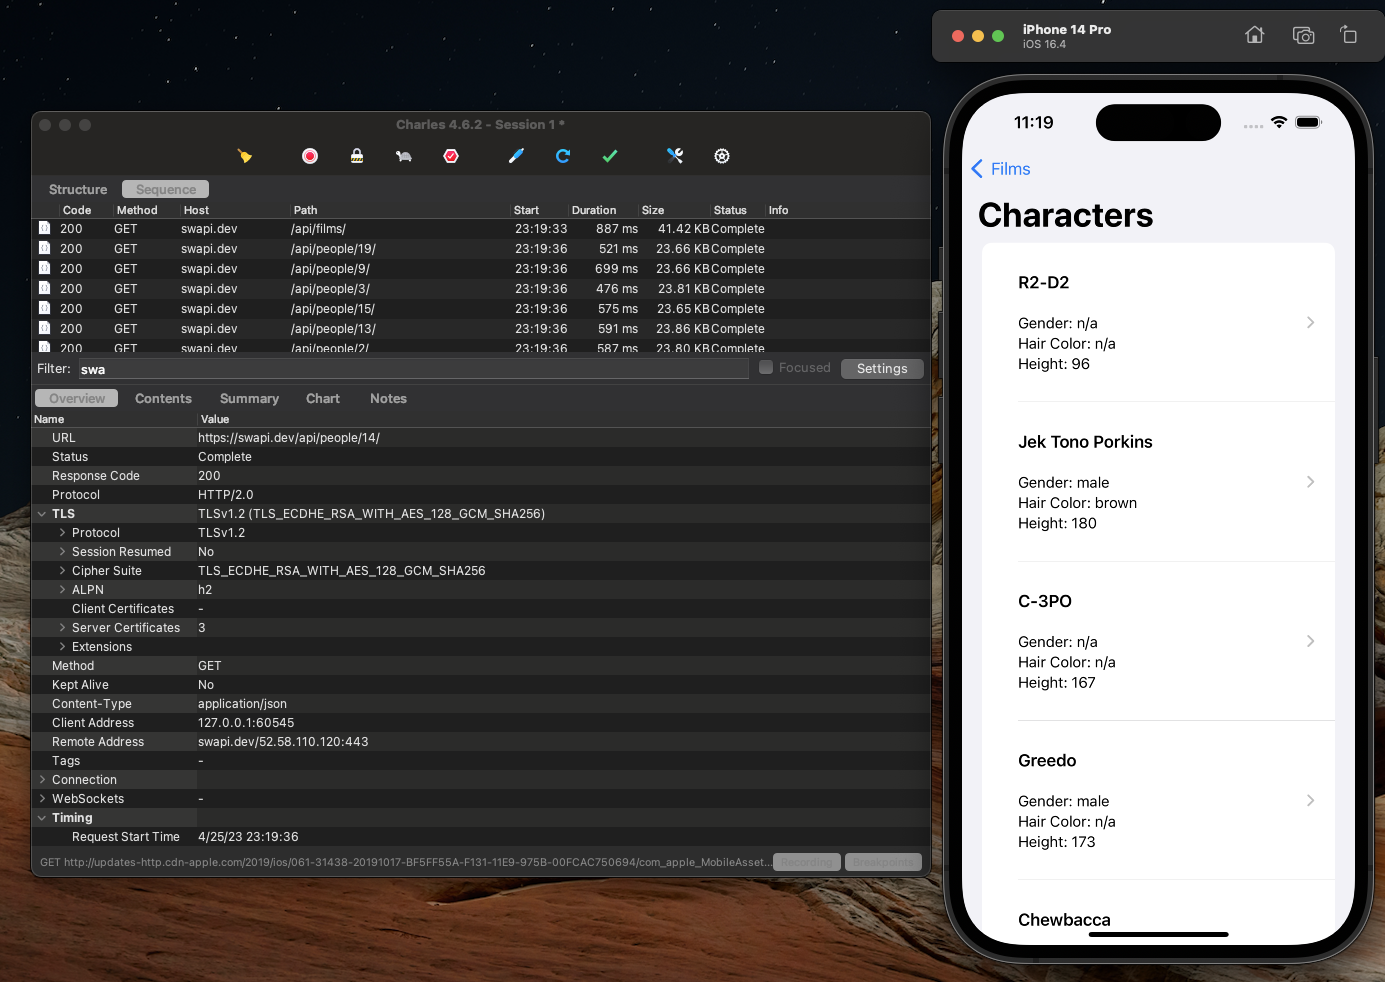 iPhone 14 Pro
iOS 16.4
Charles 4.6.2 - Session 1 *
Structure Sequence
Code Method Host Path Start Duration Size Status Info
200 GET swapi.dev /api/films/ 23:19:33 887 ms 41.42 KB Complete
200 GET swapi.dev /api/people/19/ 23:19:36 521 ms 23.66 KB Complete
200 GET swapi.dev /api/people/9/ 23:19:36 699 ms 23.66 KB Complete
200 GET swapi.dev /api/people/3/ 23:19:36 476 ms 23.81 KB Complete
200 GET swapi.dev /api/people/15/ 23:19:36 575 ms 23.65 KB Complete
200 GET swapi.dev /api/people/13/ 23:19:36 591 ms 23.86 KB Complete
200 GET swapi.dev /api/people/2/ 23:19:36 587 ms 23.80 KB Complete
Filter: swa Focused Settings
Overview Contents Summary Chart Notes
Name Value
URL https://swapi.dev/api/people/14/
Status Complete
Response Code 200
Protocol HTTP/2.0
TLS TLSv1.2 (TLS_ECDHE_RSA_WITH_AES_128_GCM_SHA256)
Protocol TLSv1.2
Session Resumed No
Cipher Suite TLS_ECDHE_RSA_WITH_AES_128_GCM_SHA256
ALPN h2
Client Certificates -
Server Certificates 3
Extensions
Method GET
Kept Alive No
Content-Type application/json
Client Address 127.0.0.1:60545
Remote Address swapi.dev/52.58.110.120:443
Tags -
Connection
WebSockets -
Timing
Request Start Time 4/25/23 23:19:36
GET http://updates-http.cdn-apple.com/2019/ios/061-31438-20191017-BF5FF55A-F131-11E9-975B-00FCAC750694/com_apple_MobileAsset... Recording Breakpoints
11:19
Films
Characters
R2-D2
Gender: n/a
Hair Color: n/a
Height: 96
Jek Tono Porkins
Gender: male
Hair Color: brown
Height: 180
C-3PO
Gender: n/a
Hair Color: n/a
Height: 167
Greedo
Gender: male
Hair Color: n/a
Height: 173
Chewbacca